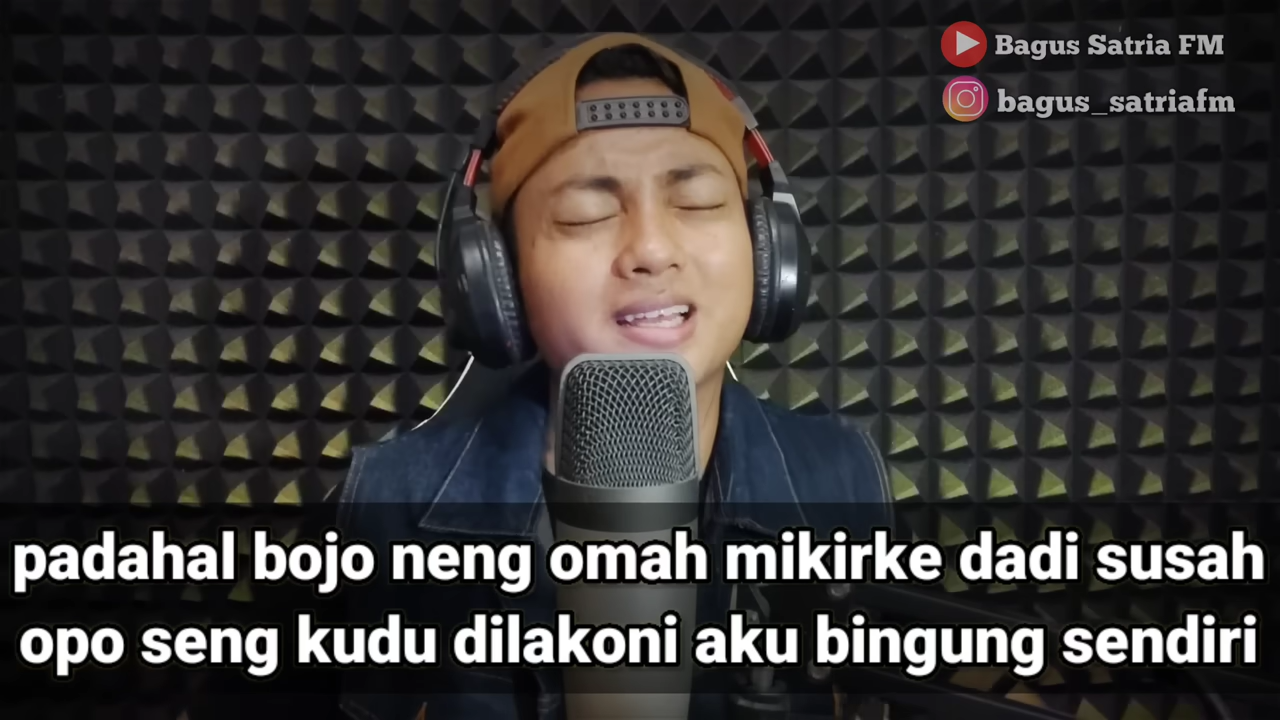 Bagus Satria FM
bagus_satriafm
padahal bojo neng omah mikirke dadi susah
opo seng kudu dilakoni aku bingung sendiri